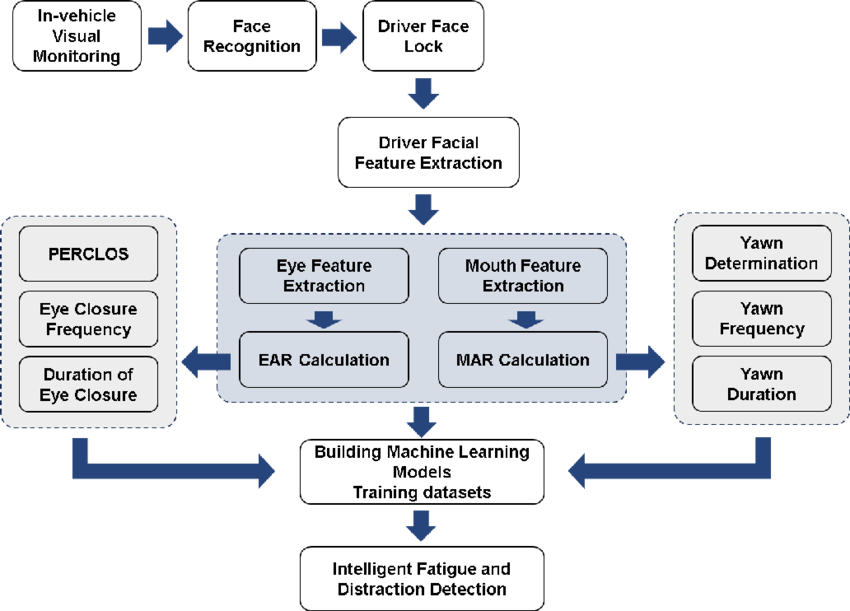 In-vehicle
Visual
Monitoring
Face
Recognition
Driver Face
Lock
Driver Facial
Feature Extraction
PERCLOS
Eye Closure
Frequency
Duration of
Eye Closure
Eye Feature
Extraction
EAR Calculation
Mouth Feature
Extraction
MAR Calculation
Yawn
Determination
Yawn
Frequency
Yawn
Duration
Building Machine Learning
Models
Training datasets
Intelligent Fatigue and
Distraction Detection